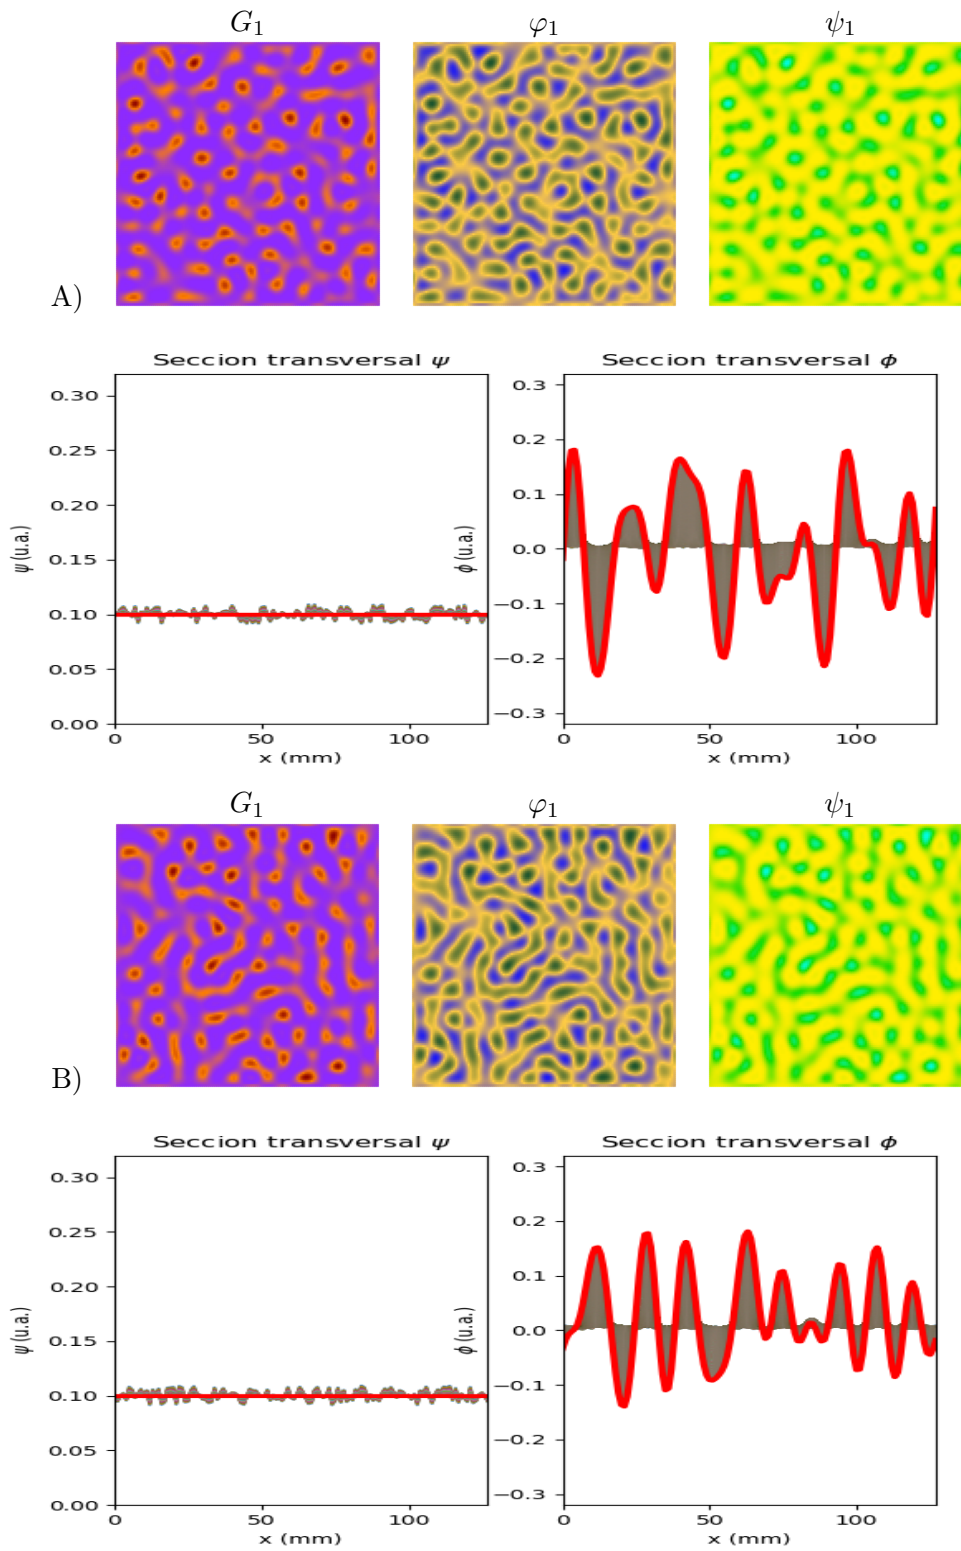 G₁ φ₁ ψ₁
A)
Seccion transversal ψ
ψ (u.a.)
0.30
0.25
0.20
0.15
0.10
0.05
0.00
0 50 100
x (mm)
Seccion transversal ϕ
ϕ (u.a.)
0.3
0.2
0.1
0.0
−0.1
−0.2
−0.3
0 50 100
x (mm)
G₁ φ₁ ψ₁
B)
Seccion transversal ψ
ψ (u.a.)
0.30
0.25
0.20
0.15
0.10
0.05
0.00
0 50 100
x (mm)
Seccion transversal ϕ
ϕ (u.a.)
0.3
0.2
0.1
0.0
−0.1
−0.2
−0.3
0 50 100
x (mm)